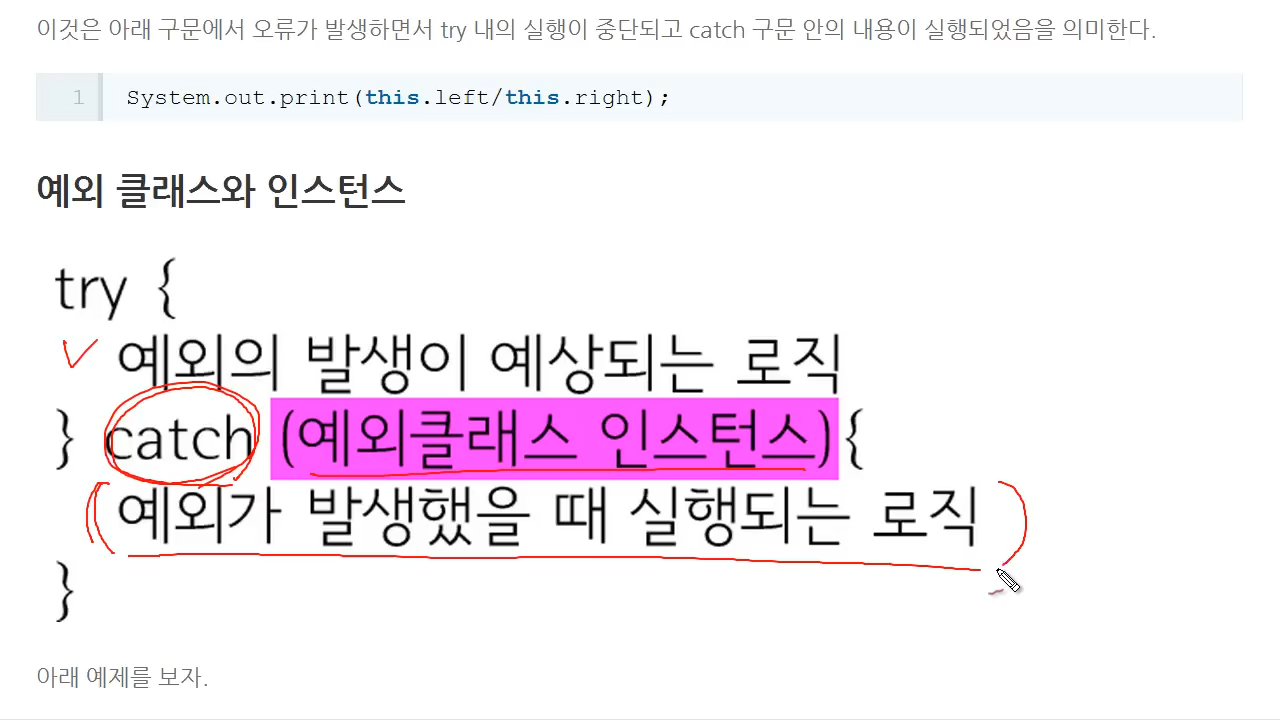 이것은 아래 구문에서 오류가 발생하면서 try 내의 실행이 중단되고 catch 구문 안의 내용이 실행되었음을 의미한다.
1 System.out.print(this.left/this.right);
예외 클래스와 인스턴스
try {
예외의 발생이 예상되는 로직
} catch (예외클래스 인스턴스){
예외가 발생했을 때 실행되는 로직
}
아래 예제를 보자.